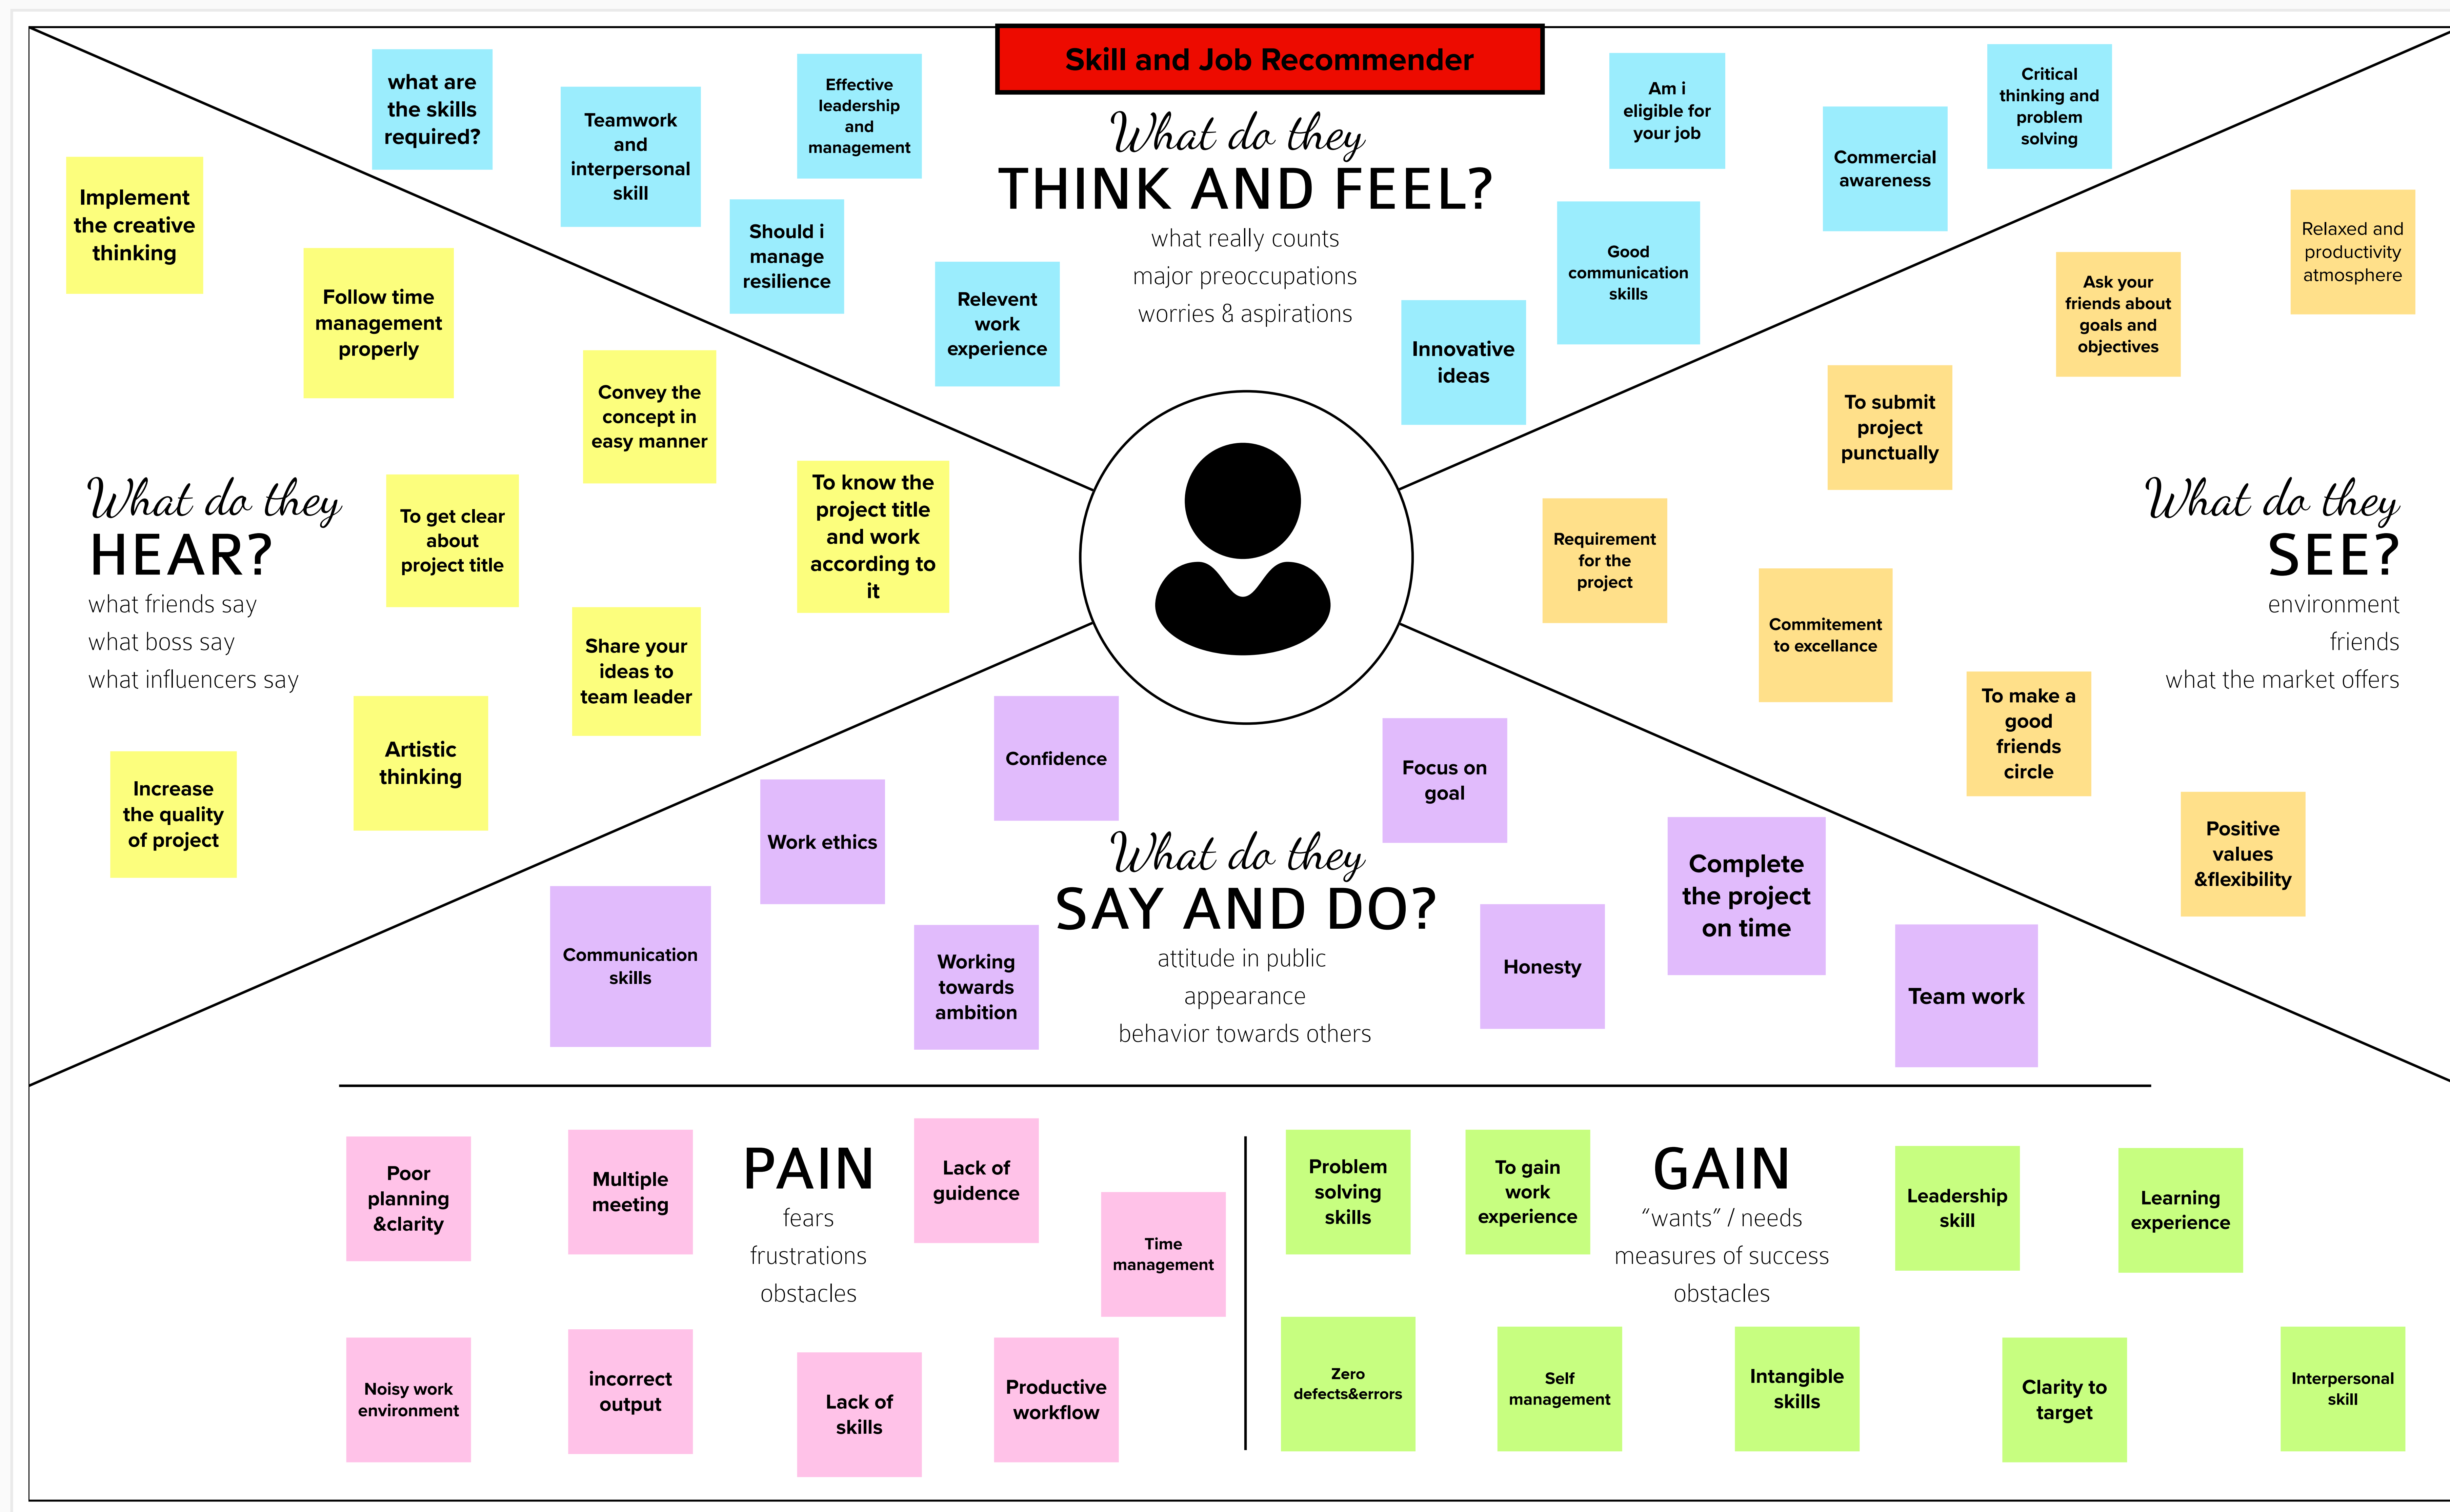 Skill and Job Recommender
What do they
THINK AND FEEL?
what really counts
major preoccupations
worries & aspirations
what are
the skills
required?
Teamwork
and
interpersonal
skill
Effective
leadership
and
management
Should i
manage
resilience
Relevent
work
experience
Am i
eligible for
your job
Commercial
awareness
Critical
thinking and
problem
solving
Good
communication
skills
Innovative
ideas
What do they
HEAR?
what friends say
what boss say
what influencers say
Implement
the creative
thinking
Follow time
management
properly
Convey the
concept in
easy manner
To get clear
about
project title
To know the
project title
and work
according to
it
Share your
ideas to
team leader
Artistic
thinking
Increase
the quality
of project
What do they
SEE?
environment
friends
what the market offers
Relaxed and
productivity
atmosphere
Ask your
friends about
goals and
objectives
To submit
project
punctually
Requirement
for the
project
Commitement
to excellance
To make a
good
friends
circle
Positive
values
&flexibility
What do they
SAY AND DO?
attitude in public
appearance
behavior towards others
Confidence
Work ethics
Communication
skills
Working
towards
ambition
Focus on
goal
Honesty
Complete
the project
on time
Team work
PAIN
fears
frustrations
obstacles
Poor
planning
&clarity
Multiple
meeting
Lack of
guidence
Time
management
Noisy work
environment
incorrect
output
Lack of
skills
Productive
workflow
GAIN
“wants” / needs
measures of success
obstacles
Problem
solving
skills
To gain
work
experience
Leadership
skill
Learning
experience
Zero
defects&errors
Self
management
Intangible
skills
Clarity to
target
Interpersonal
skill